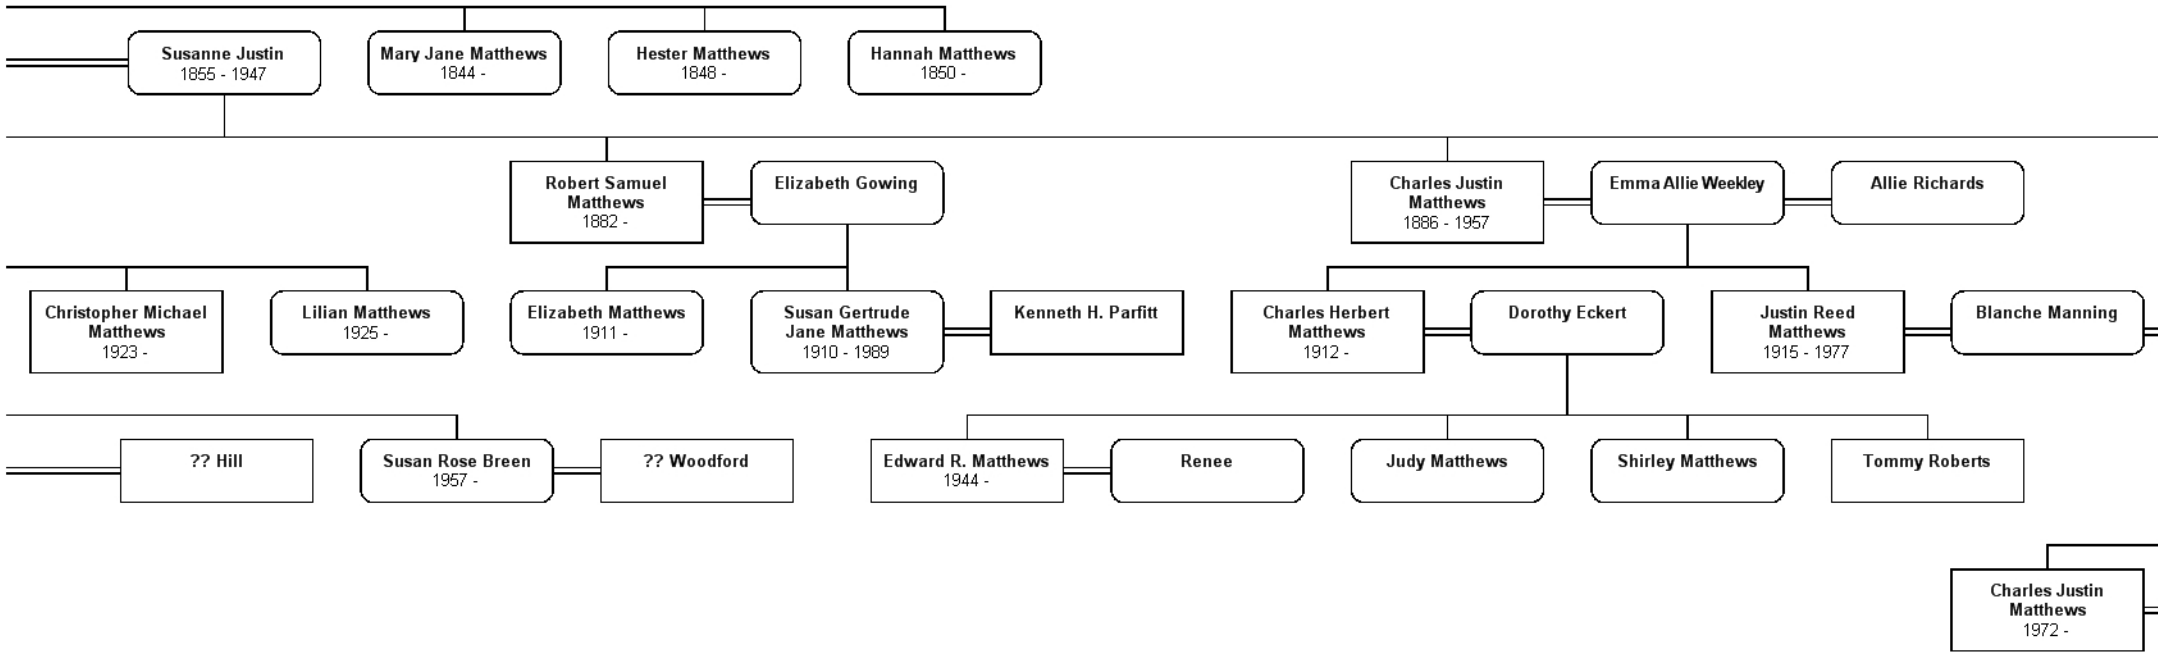 Susanne Justin
1855 - 1947
Mary Jane Matthews
1844 -
Hester Matthews
1848 -
Hannah Matthews
1850 -
Robert Samuel
Matthews
1882 -
Elizabeth Gowing
Charles Justin
Matthews
1886 - 1957
Emma Allie Weekley
Allie Richards
Christopher Michael
Matthews
1923 -
Lilian Matthews
1925 -
Elizabeth Matthews
1911 -
Susan Gertrude
Jane Matthews
1910 - 1989
Kenneth H. Parfitt
Charles Herbert
Matthews
1912 -
Dorothy Eckert
Justin Reed
Matthews
1915 - 1977
Blanche Manning
?? Hill
Susan Rose Breen
1957 -
?? Woodford
Edward R. Matthews
1944 -
Renee
Judy Matthews
Shirley Matthews
Tommy Roberts
Charles Justin
Matthews
1972 -